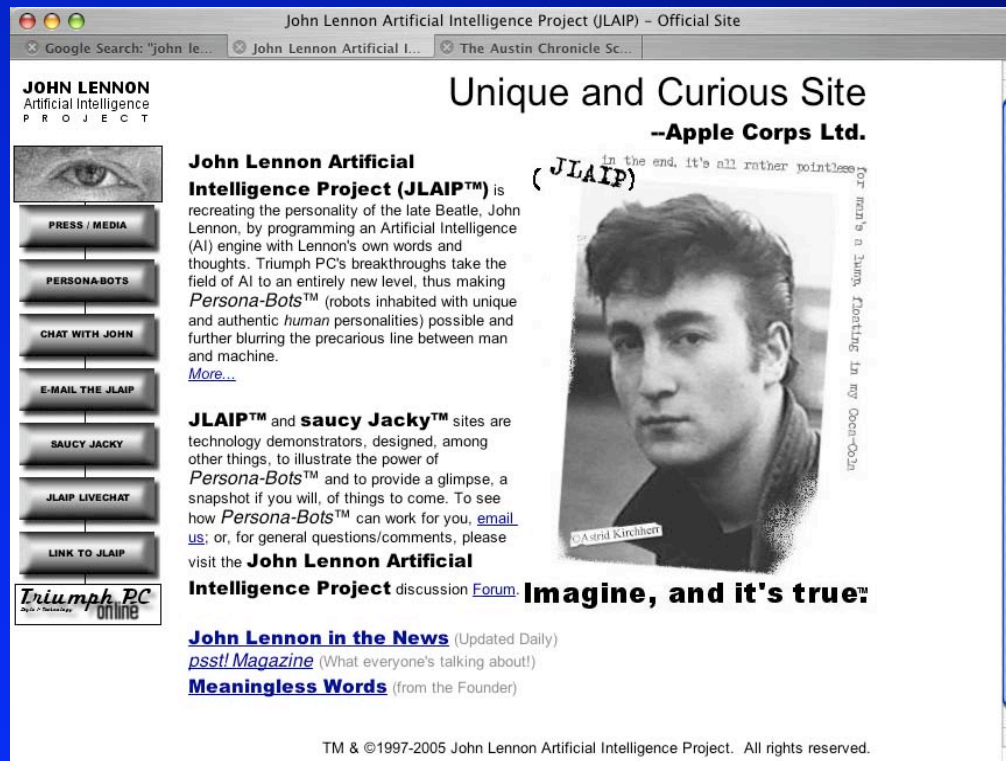 John Lennon Artificial Intelligence Project (JLAIP) – Official Site
Google Search: "john le...
John Lennon Artificial I...
The Austin Chronicle Sc...
JOHN LENNON
Artificial Intelligence
PROJECT
PRESS / MEDIA
PERSONA-BOTS
CHAT WITH JOHN
E-MAIL THE JLAIP
SAUCY JACKY
JLAIP LIVECHAT
LINK TO JLAIP
Triumph PC
online
Unique and Curious Site
--Apple Corps Ltd.
John Lennon Artificial
Intelligence Project (JLAIP™) is
recreating the personality of the late Beatle, John
Lennon, by programming an Artificial Intelligence
(AI) engine with Lennon's own words and
thoughts. Triumph PC's breakthroughs take the
field of AI to an entirely new level, thus making
Persona-Bots™ (robots inhabited with unique
and authentic human personalities) possible and
further blurring the precarious line between man
and machine.
More...
JLAIP™ and saucy Jacky™ sites are
technology demonstrators, designed, among
other things, to illustrate the power of
Persona-Bots™ and to provide a glimpse, a
snapshot if you will, of things to come. To see
how Persona-Bots™ can work for you, email
us; or, for general questions/comments, please
visit the John Lennon Artificial
Intelligence Project discussion Forum.
(JLAIP)
in the end, it's all rather pointless
for man's a lump floating in my Coca-Cola
©Astrid Kirchherr
Imagine, and it's true.™
John Lennon in the News (Updated Daily)
psst! Magazine (What everyone's talking about!)
Meaningless Words (from the Founder)
TM & ©1997-2005 John Lennon Artificial Intelligence Project. All rights reserved.